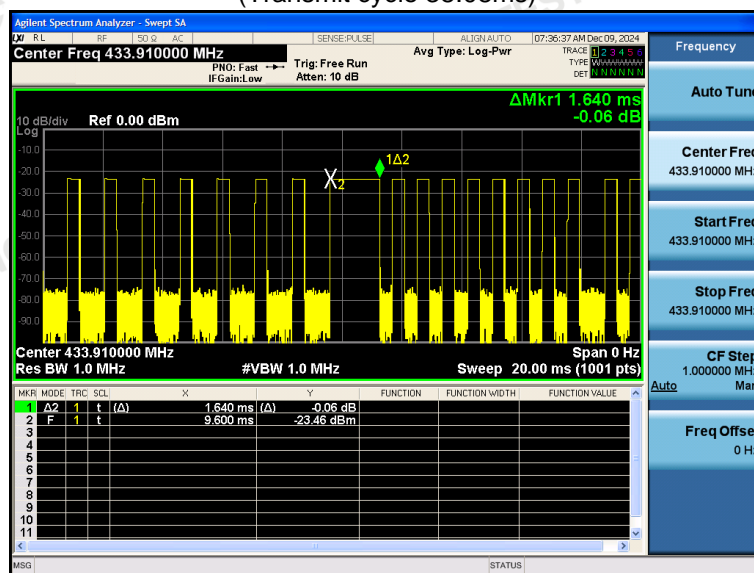 Agilent Spectrum Analyzer - Swept SA
LXI RL RF 50 Ω AC SENSE:PULSE ALIGN AUTO 07:36:37 AM Dec 09, 2024
Center Freq 433.910000 MHz
PNO: Fast
IFGain:Low
Trig: Free Run
Atten: 10 dB
Avg Type: Log-Pwr
TRACE 1 2 3 4 5 6
TYPE
DET N N N N N N
ΔMkr1 1.640 ms
-0.06 dB
10 dB/div Ref 0.00 dBm
Log
-10.0
-20.0
-30.0
-40.0
-50.0
-60.0
-70.0
-80.0
-90.0
X2
1Δ2
Center 433.910000 MHz Span 0 Hz
Res BW 1.0 MHz #VBW 1.0 MHz Sweep 20.00 ms (1001 pts)
MKR MODE TRC SCL X Y FUNCTION FUNCTION WIDTH FUNCTION VALUE
1 Δ2 1 t (Δ) 1.640 ms (Δ) -0.06 dB
2 F 1 t 9.600 ms -23.46 dBm
3
4
5
6
7
8
9
10
11
MSG STATUS
Frequency
Auto Tune
Center Freq
433.910000 MHz
Start Freq
433.910000 MHz
Stop Freq
433.910000 MHz
CF Step
1.000000 MHz
Auto Man
Freq Offset
0 Hz